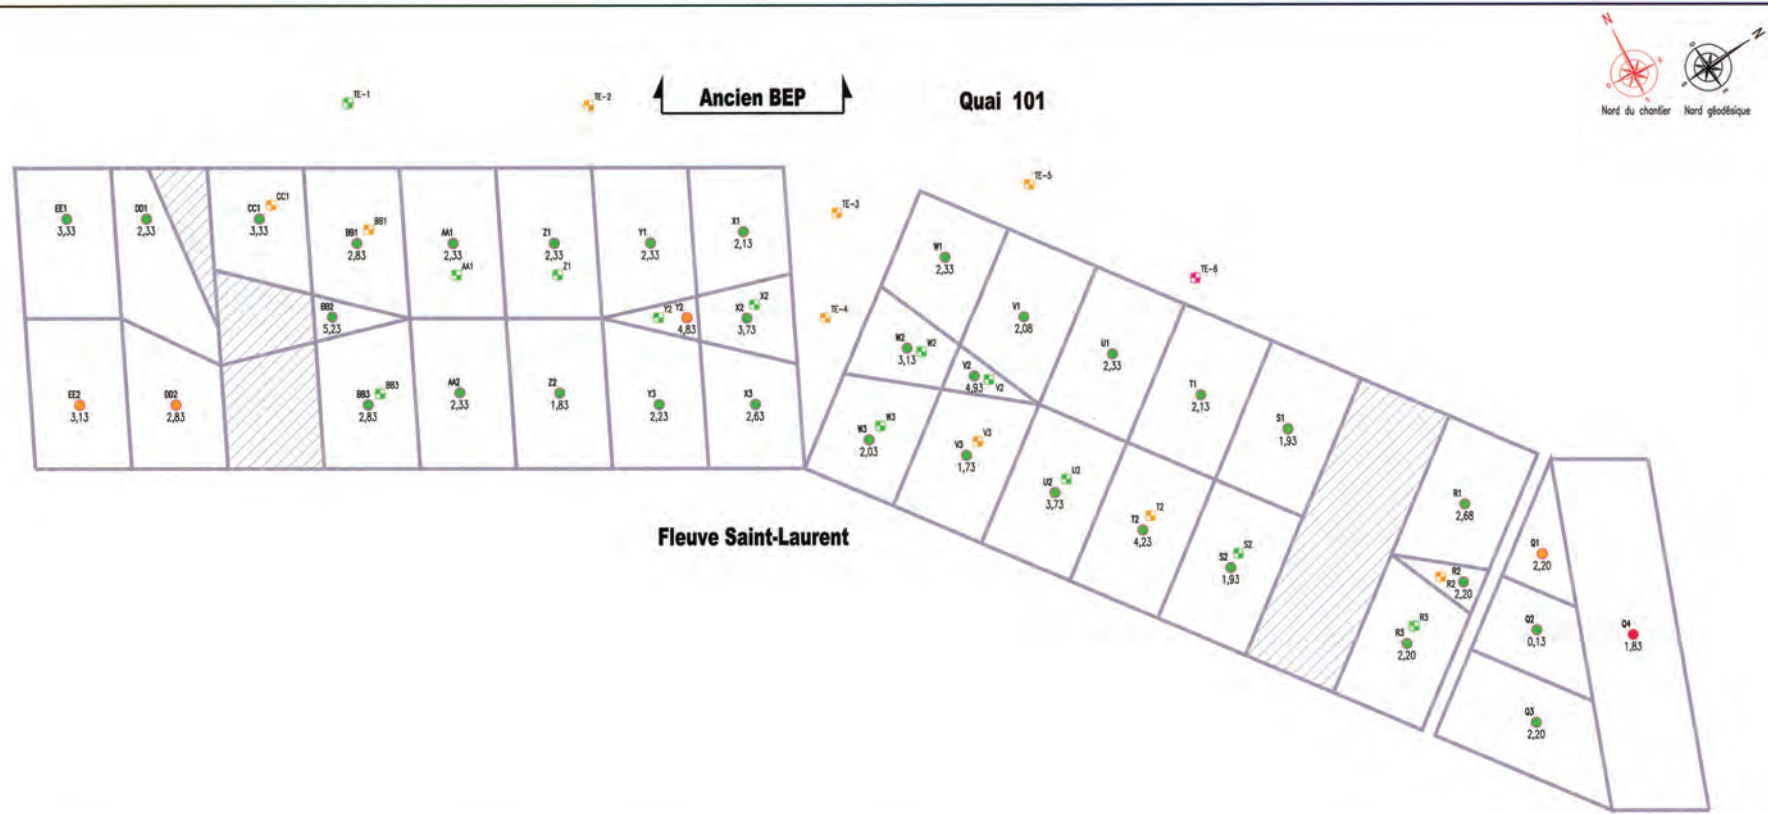 N
N
Nord du chantier
Nord géodésique
TE-1
TE-2
Ancien BEP
Quai 101
TE-5
TE-3
TE-6
TE-4
EE1
3,33
DD1
2,33
CC1
CC1
3,33
BB1
BB1
2,83
AA1
2,33
AA1
Z1
2,33
Z1
Y1
2,33
X1
2,13
BB2
5,23
Y2
Y2
4,83
X2
X2
3,73
EE2
3,13
DD2
2,83
BB3
BB3
2,83
AA2
2,33
Z2
1,83
Y3
2,23
X3
2,63
W1
2,33
V1
2,08
W2
W2
3,13
V2
V2
4,93
U1
2,33
T1
2,13
S1
1,93
W3
W3
2,03
V3
V3
1,73
U2
U2
3,73
T2
T2
4,23
S2
S2
1,93
R1
2,68
R2
R2
2,20
R3
R3
2,20
Q1
2,20
Q2
0,13
Q3
2,20
Q4
1,83
Fleuve Saint-Laurent